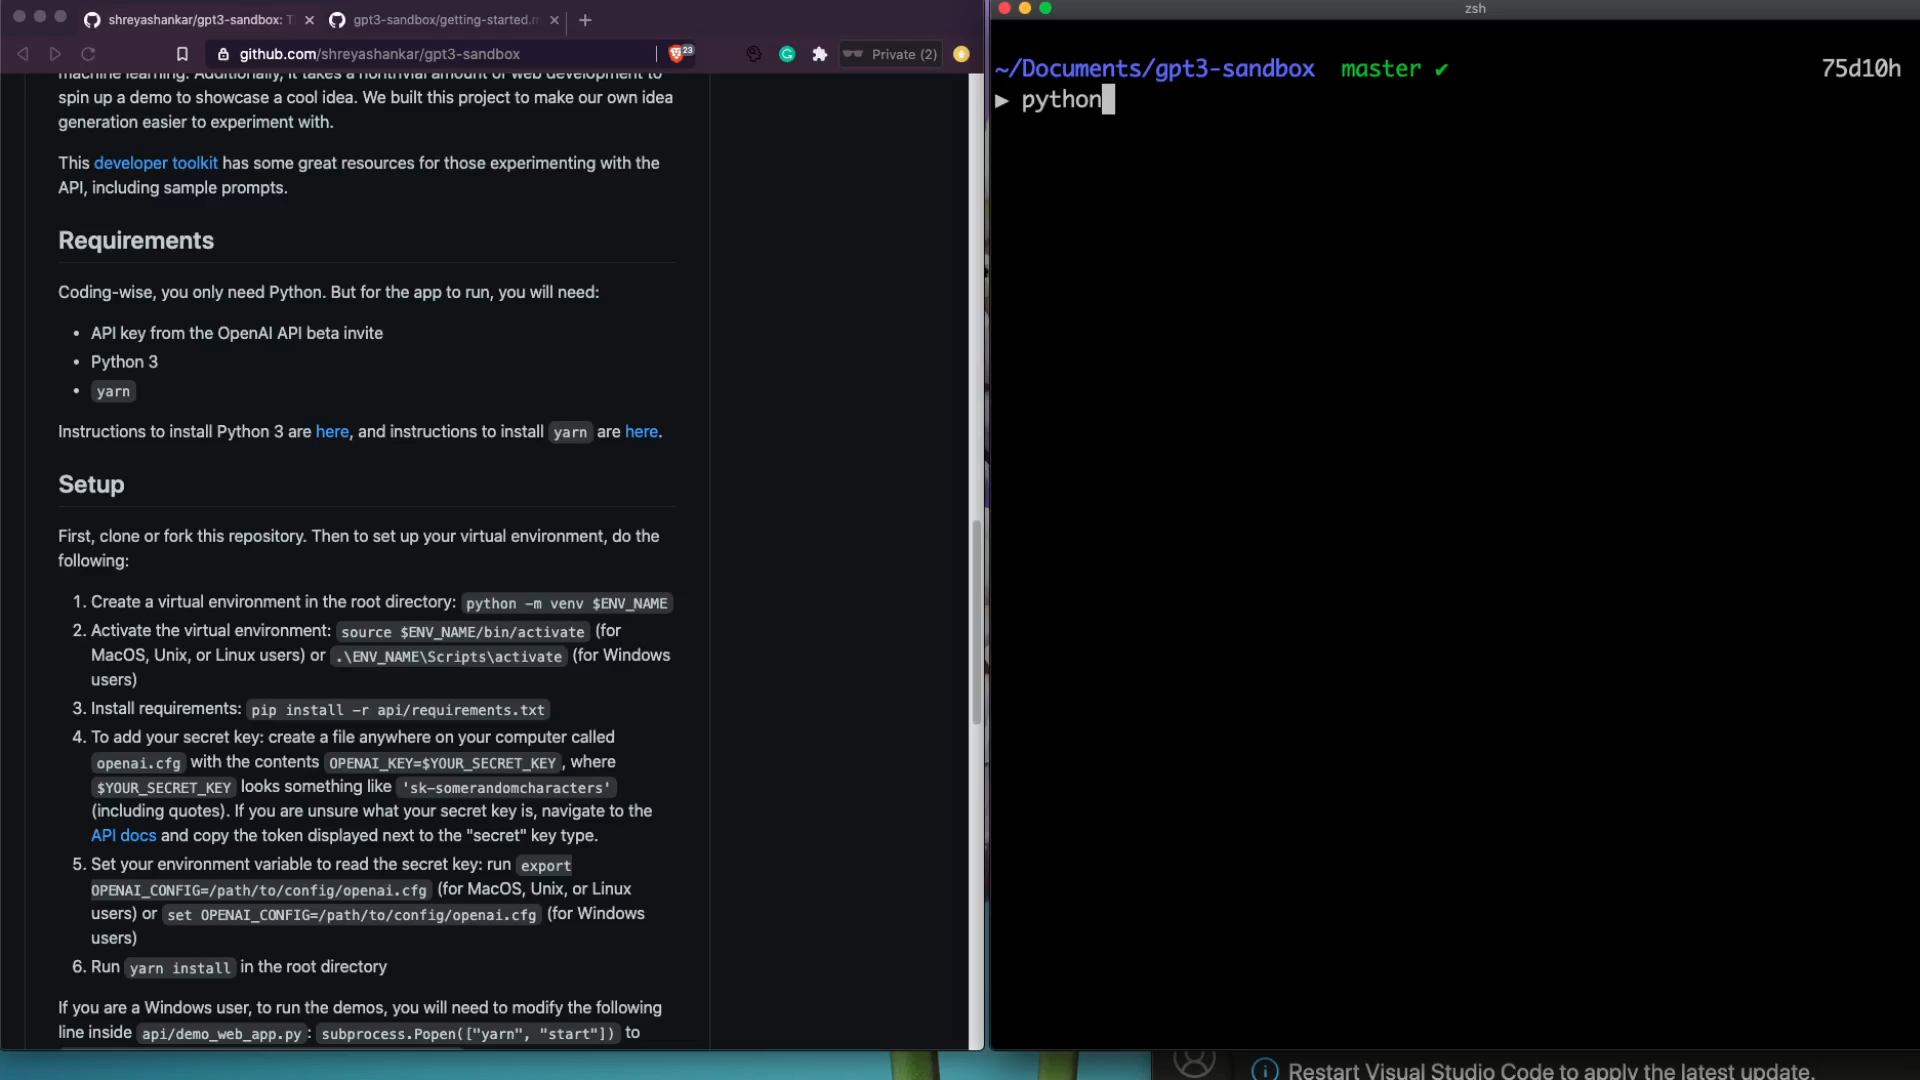 shreyashankar/gpt3-sandbox: T
gpt3-sandbox/getting-started.m
github.com/shreyashankar/gpt3-sandbox
23
Private (2)
machine learning. Additionally, it takes a nontrivial amount of web development to
spin up a demo to showcase a cool idea. We built this project to make our own idea
generation easier to experiment with.
This developer toolkit has some great resources for those experimenting with the
API, including sample prompts.
Requirements
Coding-wise, you only need Python. But for the app to run, you will need:
• API key from the OpenAI API beta invite
• Python 3
• yarn
Instructions to install Python 3 are here, and instructions to install yarn are here.
Setup
First, clone or fork this repository. Then to set up your virtual environment, do the
following:
1. Create a virtual environment in the root directory: python -m venv $ENV_NAME
2. Activate the virtual environment: source $ENV_NAME/bin/activate (for
MacOS, Unix, or Linux users) or .\ENV_NAME\Scripts\activate (for Windows
users)
3. Install requirements: pip install -r api/requirements.txt
4. To add your secret key: create a file anywhere on your computer called
openai.cfg with the contents OPENAI_KEY=$YOUR_SECRET_KEY, where
$YOUR_SECRET_KEY looks something like 'sk-somerandomcharacters'
(including quotes). If you are unsure what your secret key is, navigate to the
API docs and copy the token displayed next to the "secret" key type.
5. Set your environment variable to read the secret key: run export
OPENAI_CONFIG=/path/to/config/openai.cfg (for MacOS, Unix, or Linux
users) or set OPENAI_CONFIG=/path/to/config/openai.cfg (for Windows
users)
6. Run yarn install in the root directory
If you are a Windows user, to run the demos, you will need to modify the following
line inside api/demo_web_app.py: subprocess.Popen(["yarn", "start"]) to
zsh
~/Documents/gpt3-sandbox master ✔ 75d10h
▶ python
Restart Visual Studio Code to apply the latest update.